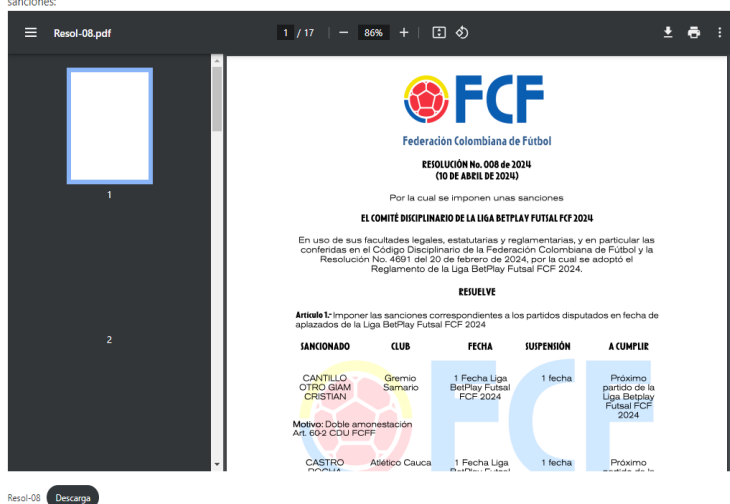 sanciones:
Resol-08.pdf
1 / 17
86%
1
2
FCF
Federación Colombiana de Fútbol
RESOLUCIÓN No. 008 de 2024
(10 DE ABRIL DE 2024)
Por la cual se imponen unas sanciones
EL COMITÉ DISCIPLINARIO DE LA LIGA BETPLAY FUTSAL FCF 2024
En uso de sus facultades legales, estatutarias y reglamentarias, y en particular las
conferidas en el Código Disciplinario de la Federación Colombiana de Fútbol y la
Resolución No. 4691 del 20 de febrero de 2024, por la cual se adoptó el
Reglamento de la Liga BetPlay Futsal FCF 2024.
RESUELVE
Artículo 1.- Imponer las sanciones correspondientes a los partidos disputados en fecha de
aplazados de la Liga BetPlay Futsal FCF 2024
SANCIONADO CLUB FECHA SUSPENSIÓN A CUMPLIR
CANTILLO Gremio 1 Fecha Liga 1 fecha Próximo
OTRO GIAM Samario BetPlay Futsal partido de la
CRISTIAN FCF 2024 Liga Betplay
Futsal FCF
2024
Motivo: Doble amonestación
Art. 60-2 CDU FCFF
CASTRO Atlético Cauca 1 Fecha Liga 1 fecha Próximo
ROCHA BetPlay Futsal partido de la
Resol-08 Descarga